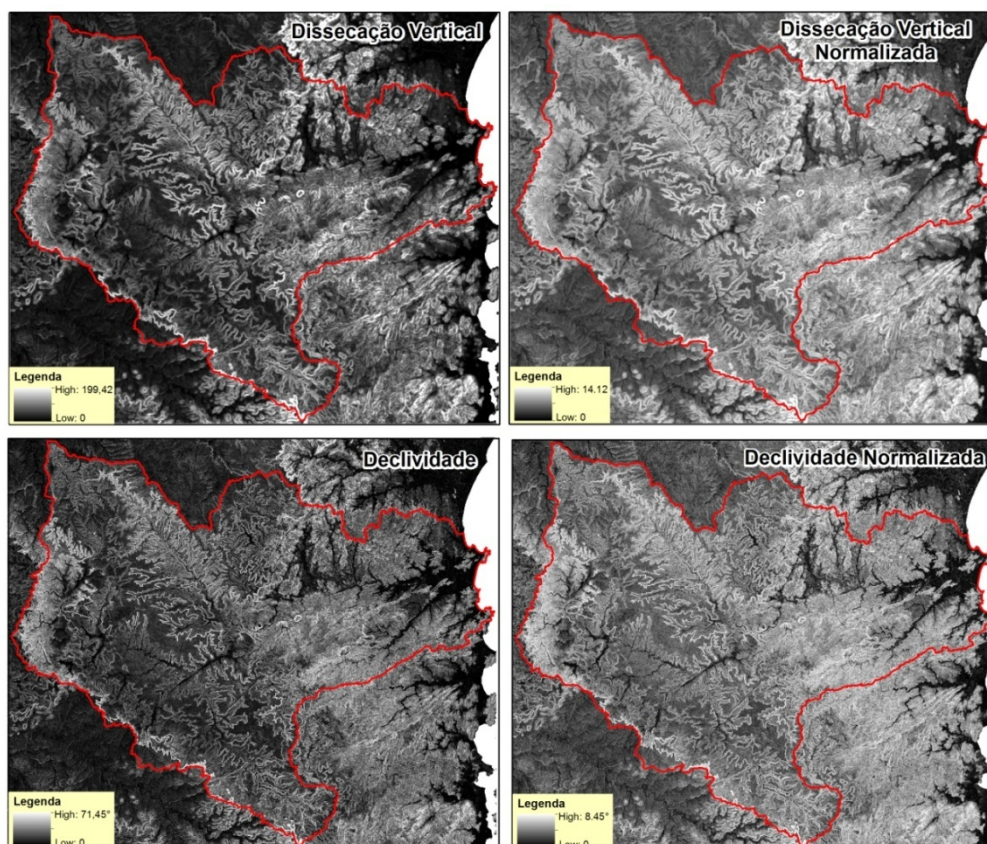 Dissecação Vertical
Legenda
High: 199,42
Low: 0
Dissecação Vertical
Normalizada
Legenda
High: 14.12
Low: 0
Declividade
Legenda
High: 71,45°
Low: 0
Declividade Normalizada
Legenda
High: 8.45°
Low: 0